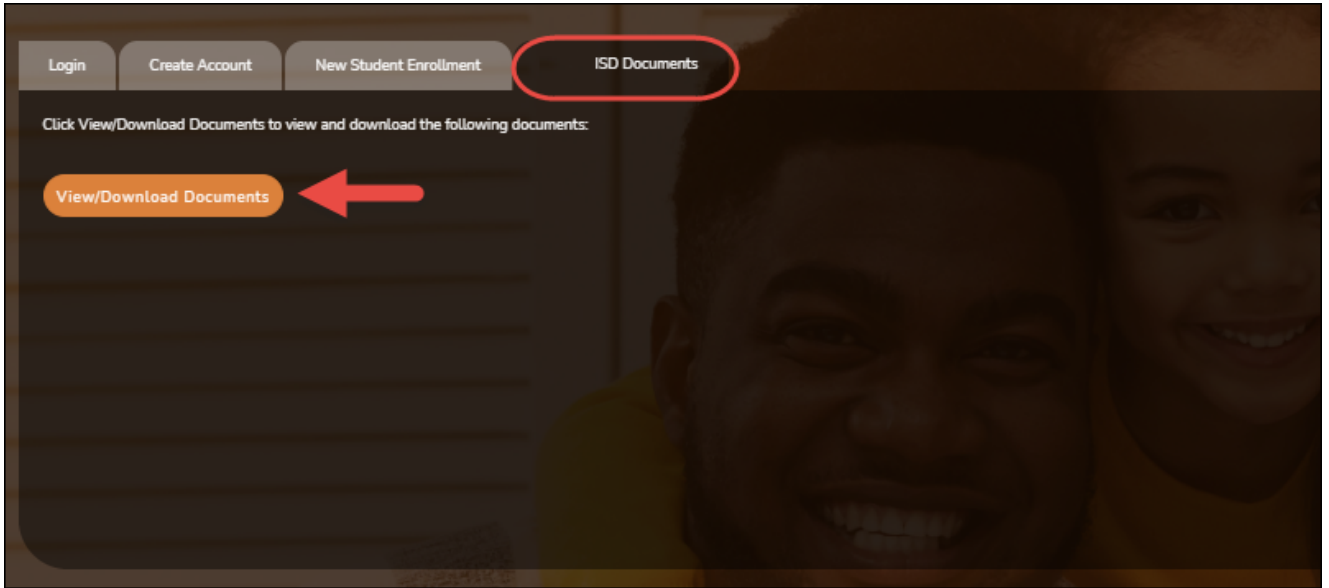 Login
Create Account
New Student Enrollment
ISD Documents
Click View/Download Documents to view and download the following documents:
View/Download Documents